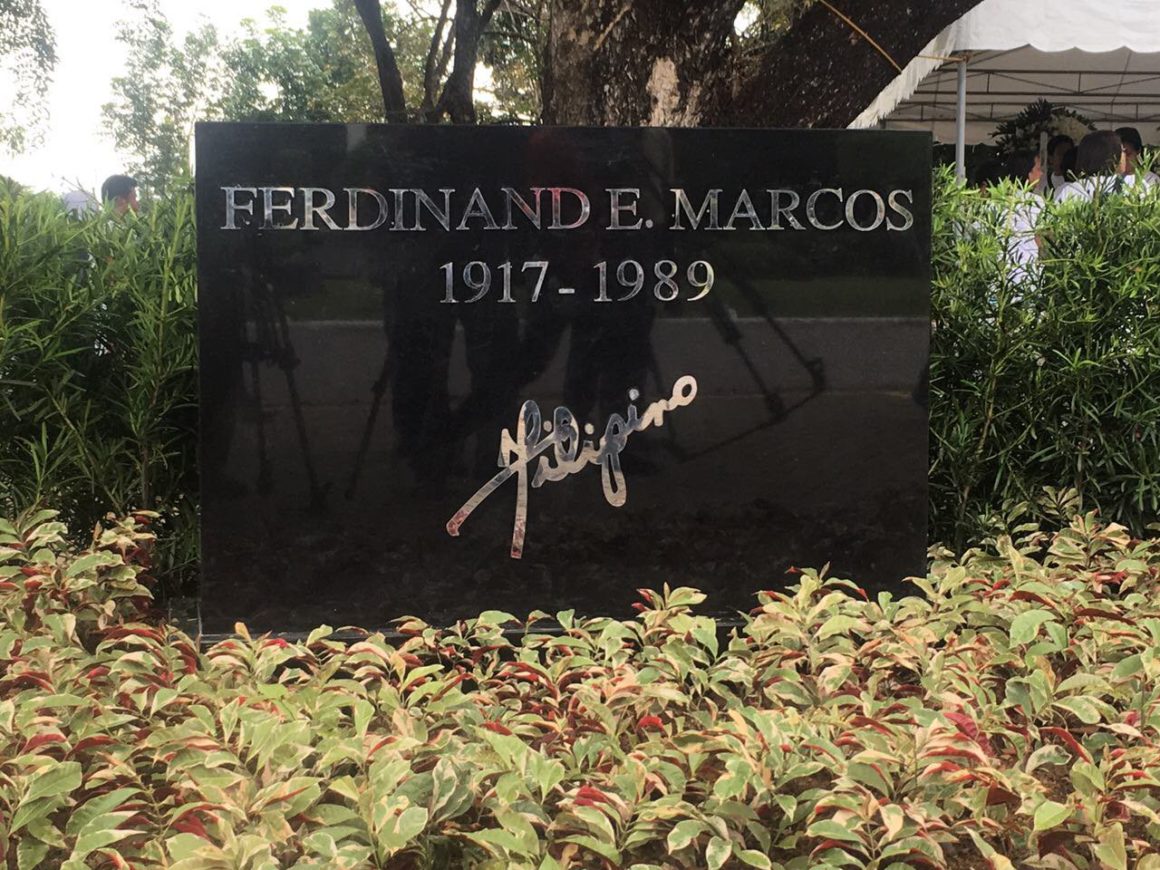 FERDINAND E. MARCOS
1917 - 1989
Filipino